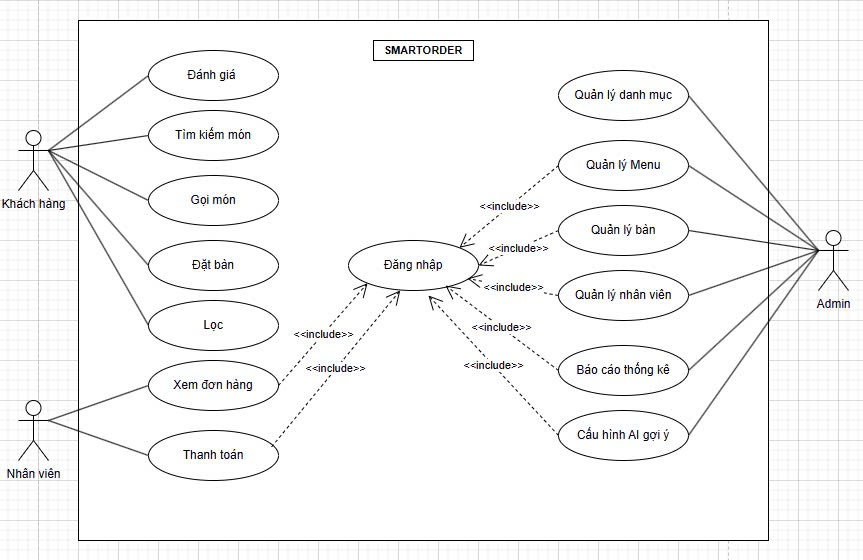 SMARTORDER
Đánh giá
Tìm kiếm món
Gọi món
Đặt bàn
Lọc
Xem đơn hàng
Thanh toán
Khách hàng
Nhân viên
Đăng nhập
<<include>>
<<include>>
<<include>>
<<include>>
<<include>>
<<include>>
<<include>>
Quản lý danh mục
Quản lý Menu
Quản lý bàn
Quản lý nhân viên
Báo cáo thống kê
Cấu hình AI gợi ý
Admin